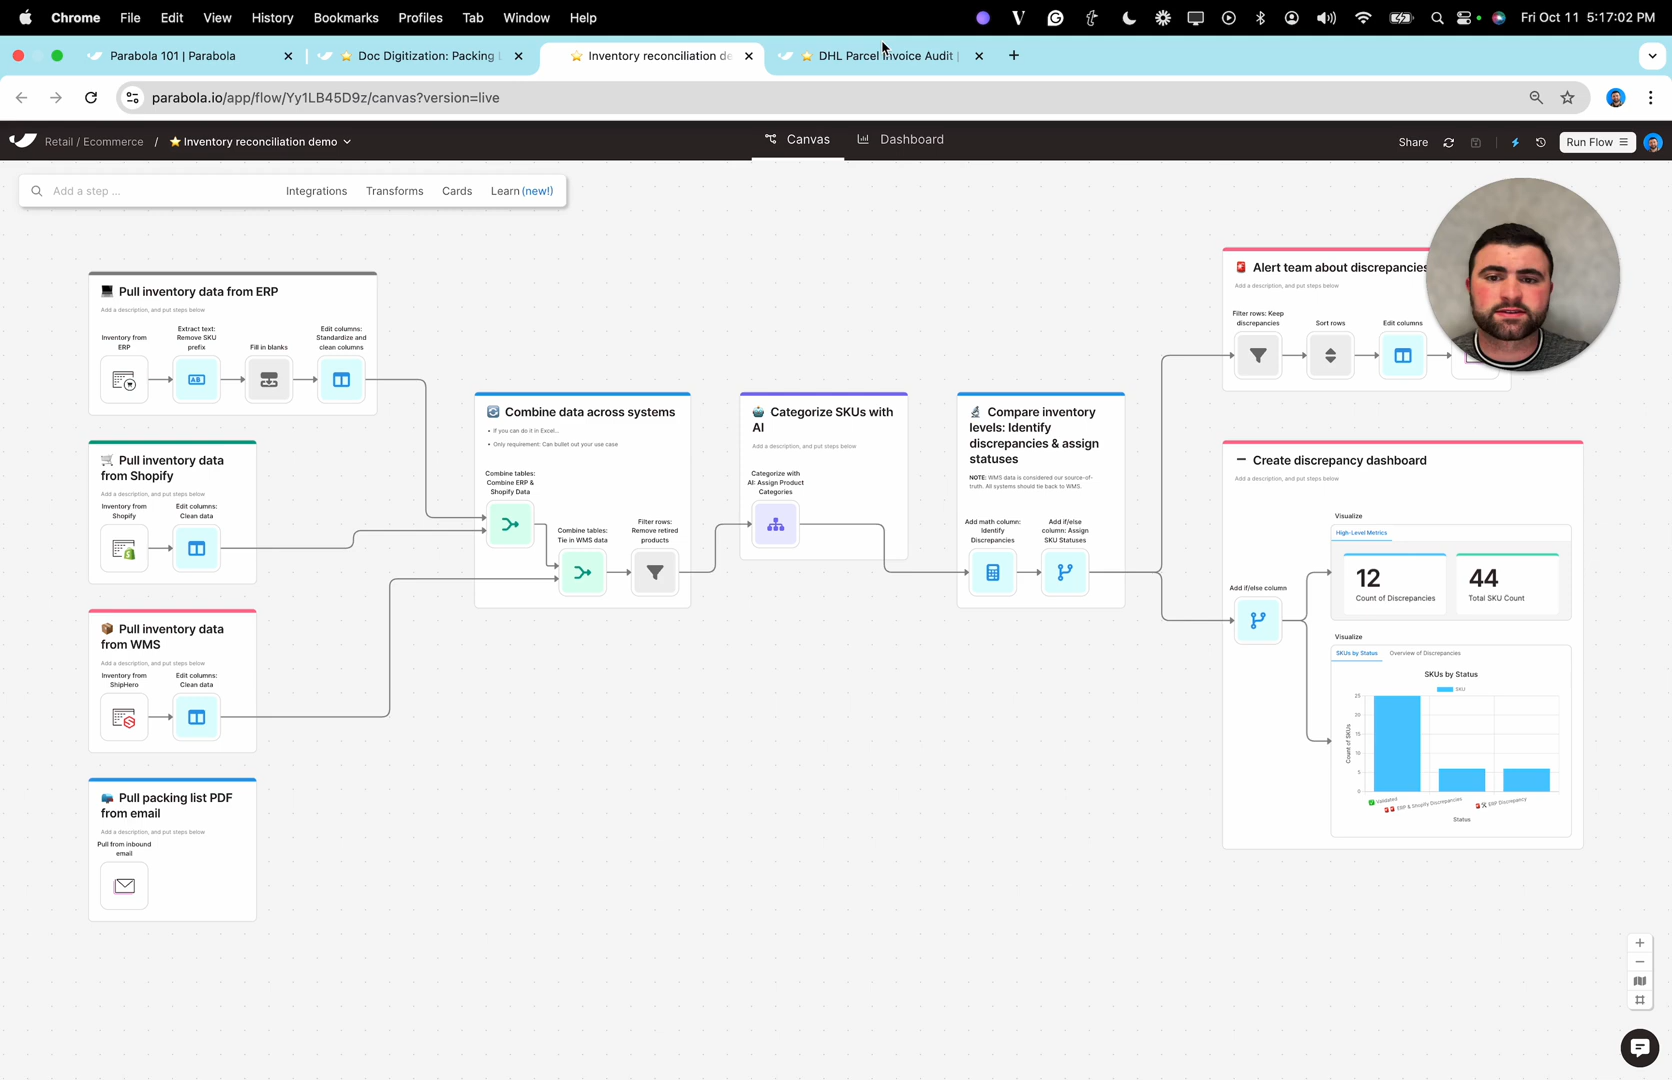 Chrome File Edit View History Bookmarks Profiles Tab Window Help
Fri Oct 11 5:17:02 PM
Parabola 101 | Parabola
Doc Digitization: Packing
Inventory reconciliation de
DHL Parcel Invoice Audit |
parabola.io/app/flow/Yy1LB45D9z/canvas?version=live
Retail / Ecommerce / ⭐ Inventory reconciliation demo
Canvas
Dashboard
Share
Run Flow
Add a step ...
Integrations
Transforms
Cards
Learn (new!)
Pull inventory data from ERP
Add a description, and put steps below
Inventory from
ERP
Extract text:
Remove SKU
prefix
Fill in blanks
Edit columns:
Standardize and
clean columns
Pull inventory data
from Shopify
Add a description, and put steps below
Inventory from
Shopify
Edit columns:
Clean data
Pull inventory data
from WMS
Add a description, and put steps below
Inventory from
ShipHero
Edit columns:
Clean data
Pull packing list PDF
from email
Add a description, and put steps below
Pull from inbound
email
Combine data across systems
• If you can do it in Excel...
• Only requirement: Can bullet out your use case
Combine tables:
Combine ERP &
Shopify Data
Combine tables:
Tie in WMS data
Filter rows:
Remove retired
products
Categorize SKUs with
AI
Add a description, and put steps below
Categorize with
AI: Assign Product
Categories
Compare inventory
levels: Identify
discrepancies & assign
statuses
NOTE: WMS data is considered our source-of-
truth. All systems should tie back to WMS.
Add math column:
Identify
Discrepancies
Add if/else
column: Assign
SKU Statuses
Alert team about discrepancies
Add a description, and put steps below
Filter rows: Keep
discrepancies
Sort rows
Edit columns
Create discrepancy dashboard
Add a description, and put steps below
Add if/else column
Visualize
High-Level Metrics
12
Count of Discrepancies
44
Total SKU Count
Visualize
SKUs by Status
Overview of Discrepancies
SKUs by Status
SKU
Count of SKUs
25
20
15
10
5
0
✅ Validated
🚨🚨 ERP & Shopify Discrepancies
🚨🛠 ERP Discrepancy
Status